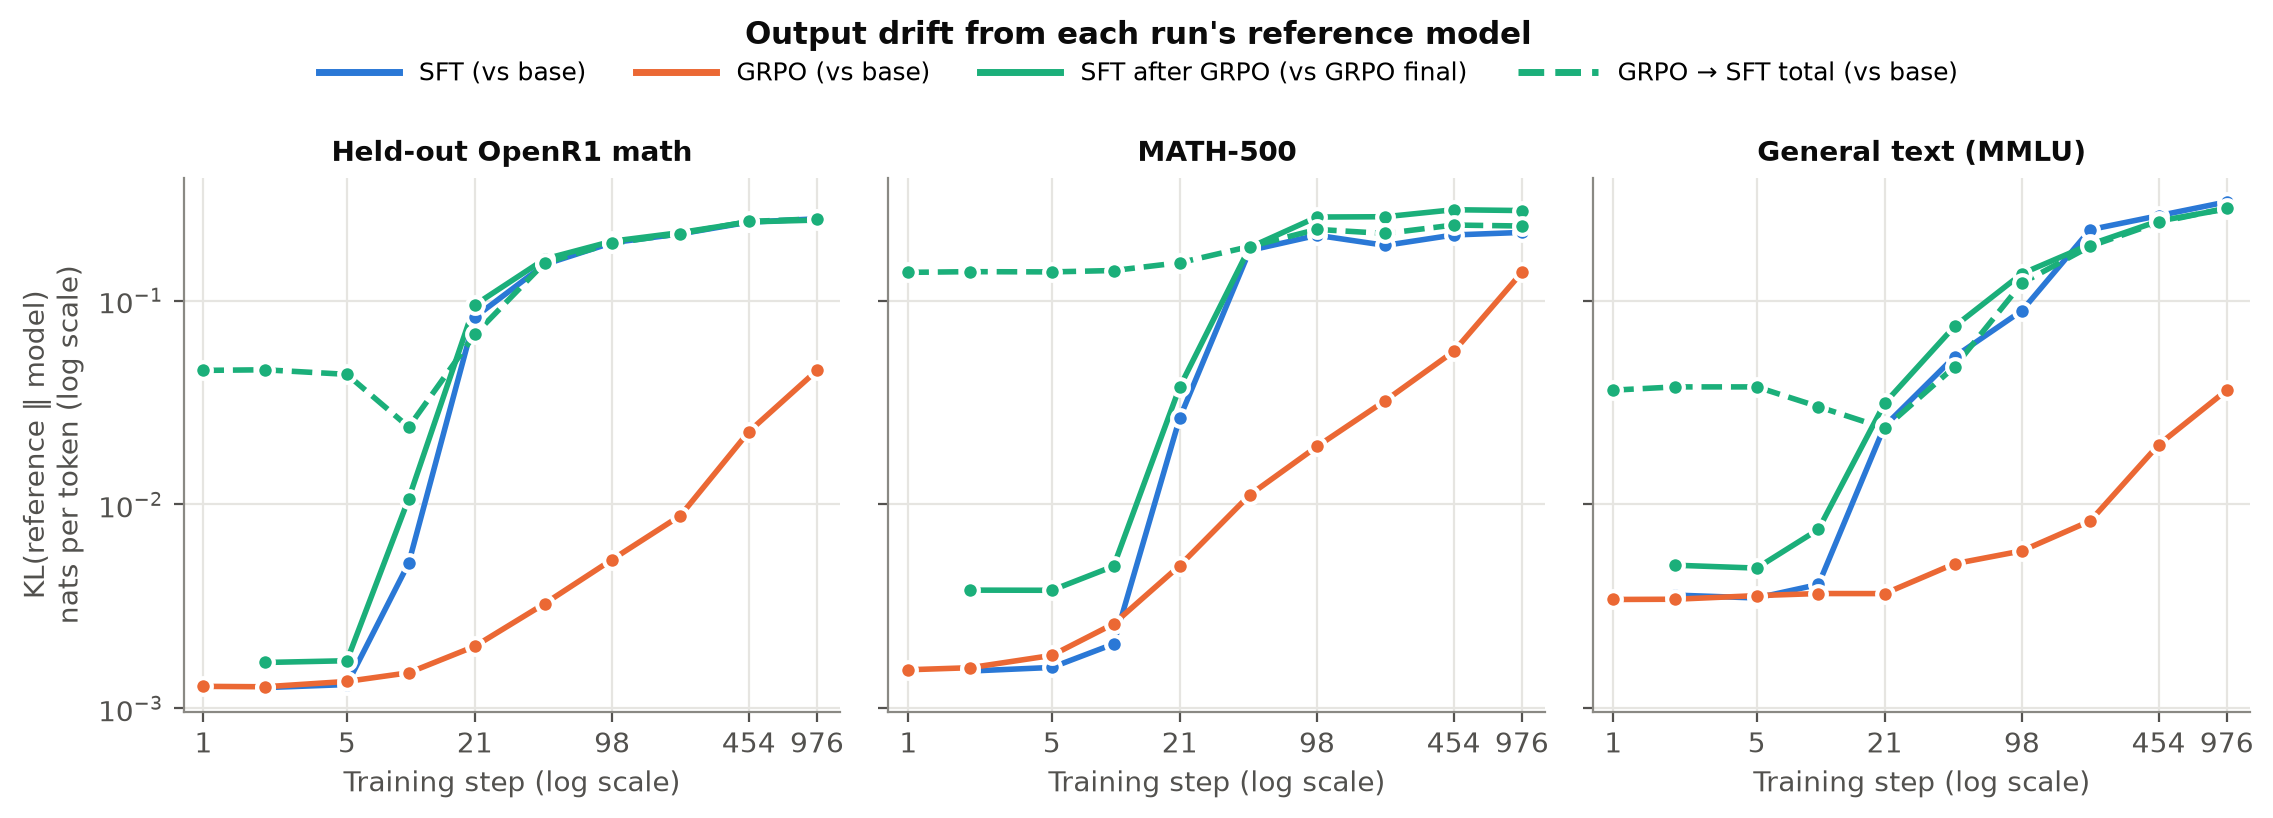 Output drift from each run's reference model
SFT (vs base)
GRPO (vs base)
SFT after GRPO (vs GRPO final)
GRPO → SFT total (vs base)
Held-out OpenR1 math
MATH-500
General text (MMLU)
KL(reference ‖ model)
nats per token (log scale)
10⁻¹
10⁻²
10⁻³
1 5 21 98 454 976
1 5 21 98 454 976
1 5 21 98 454 976
Training step (log scale)
Training step (log scale)
Training step (log scale)